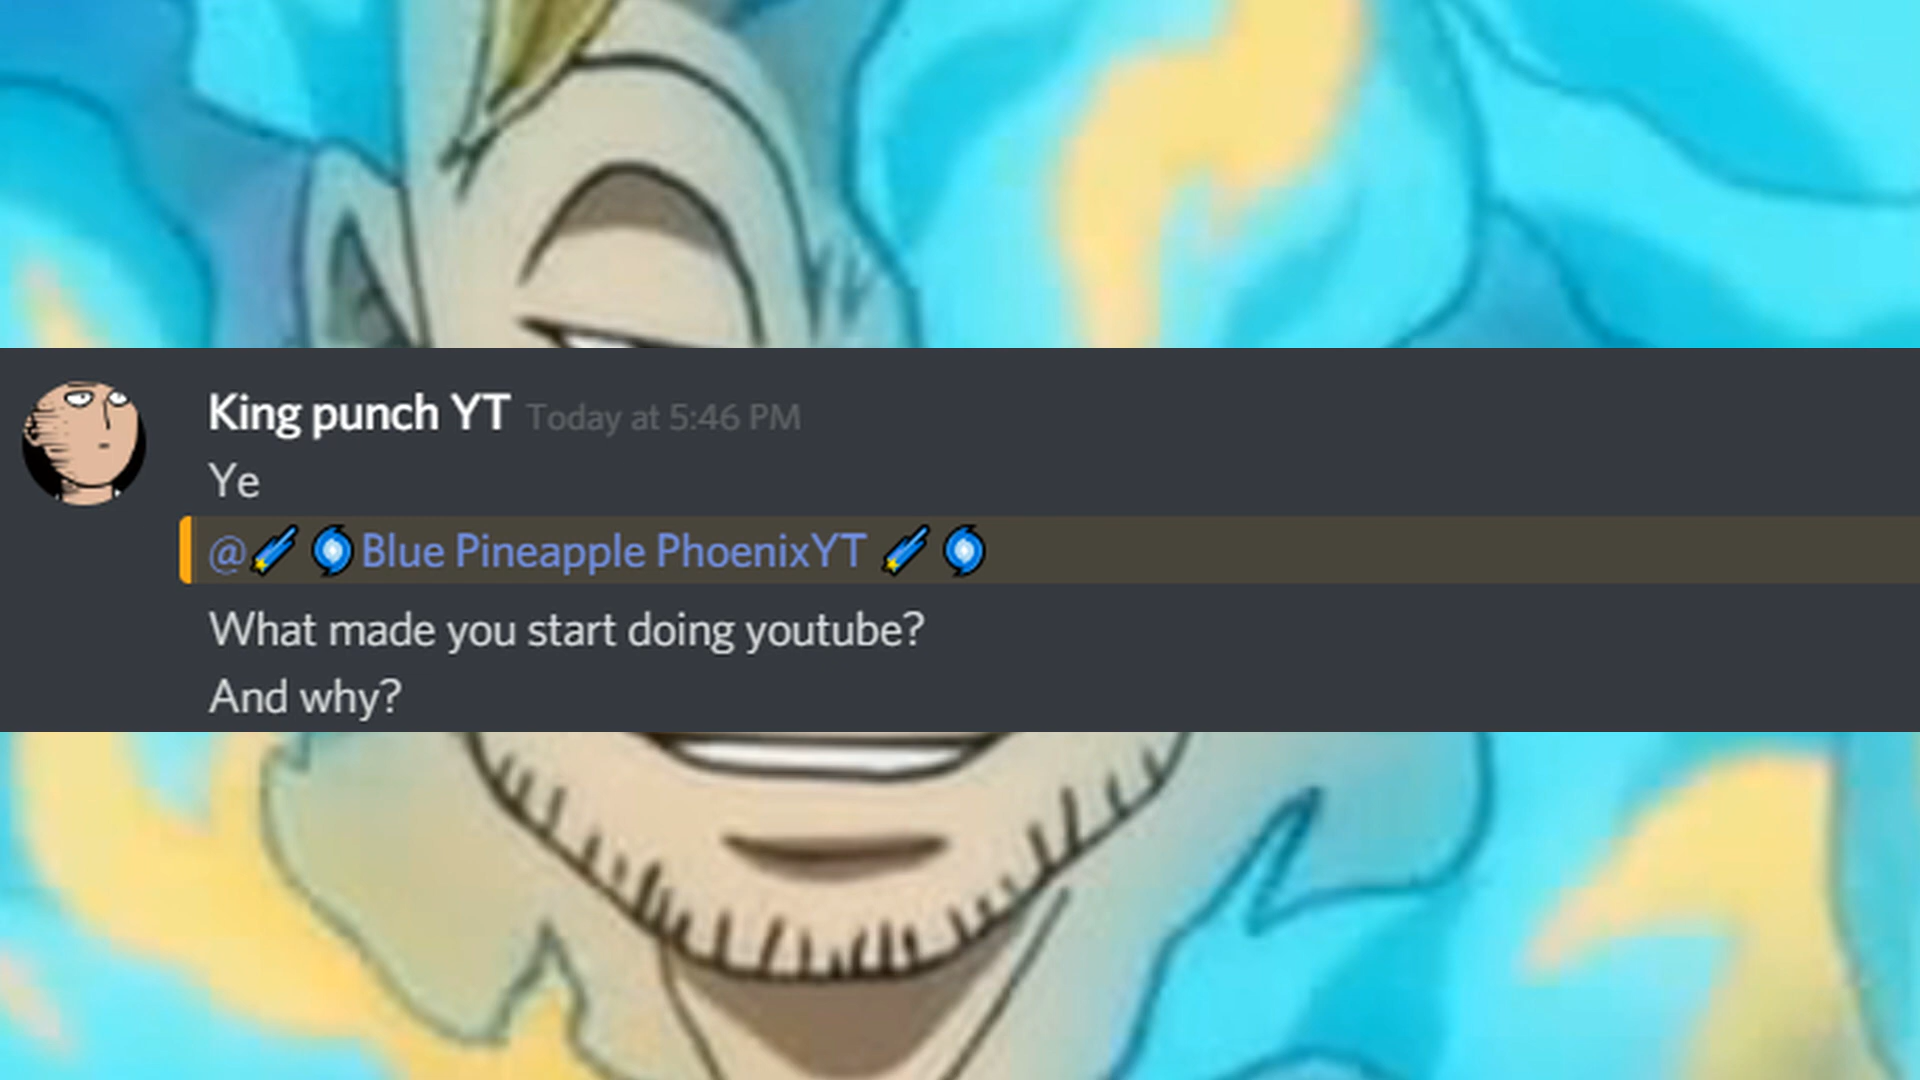 King punch YT Today at 5:46 PM
Ye
@☄️🌀Blue Pineapple PhoenixYT ☄️🌀
What made you start doing youtube?
And why?